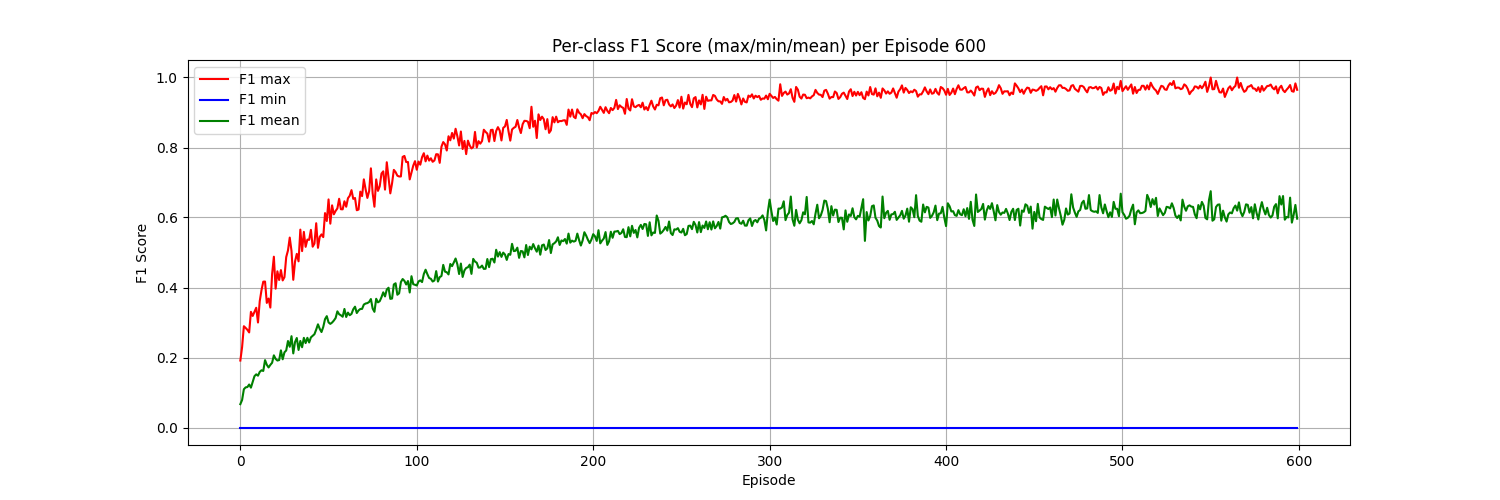 Per-class F1 Score (max/min/mean) per Episode 600
F1 max
F1 min
F1 mean
F1 Score
1.0
0.8
0.6
0.4
0.2
0.0
0 100 200 300 400 500 600
Episode